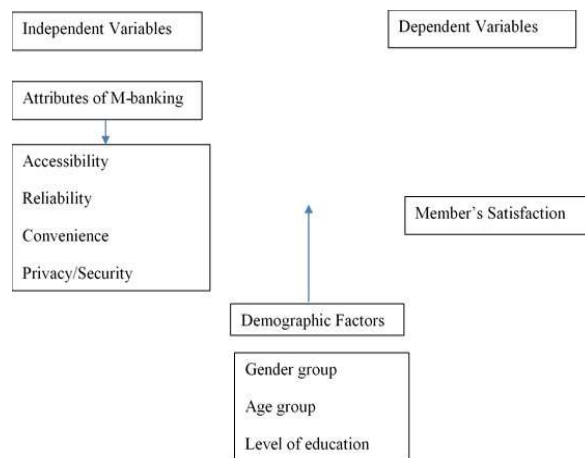 Independent Variables
Dependent Variables
Attributes of M-banking
Accessibility
Reliability
Convenience
Privacy/Security
Member's Satisfaction
Demographic Factors
Gender group
Age group
Level of education